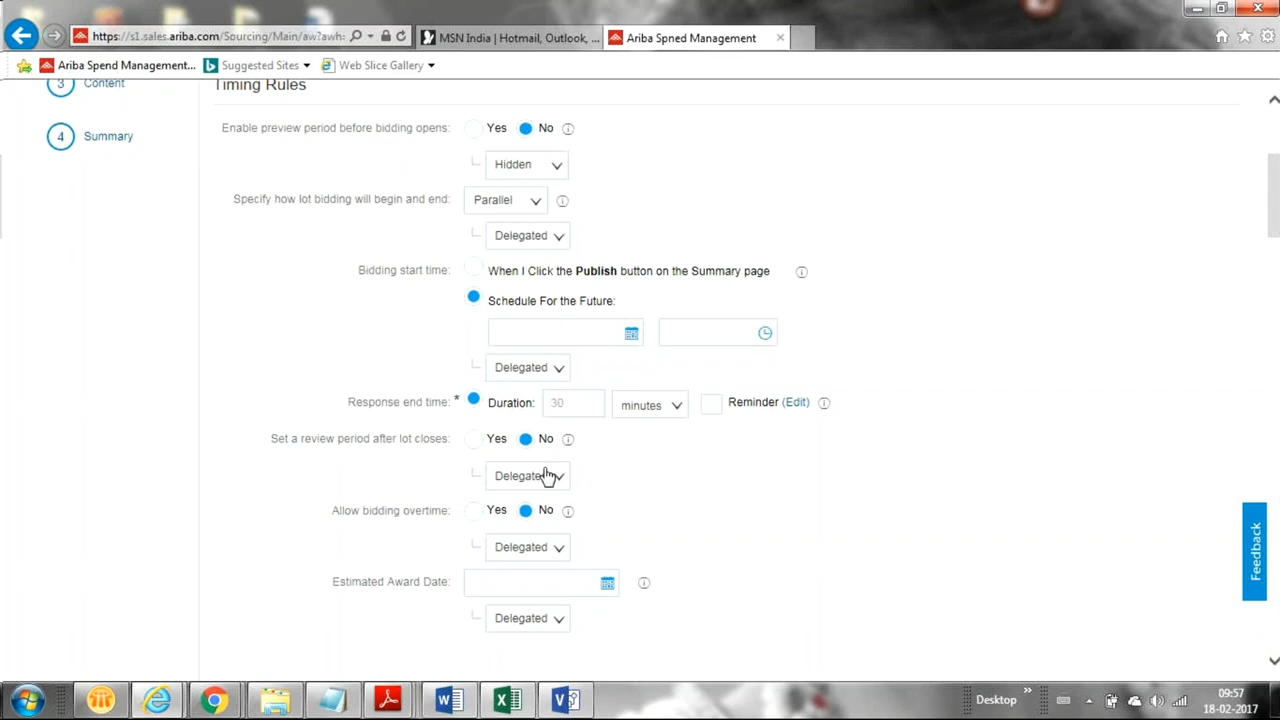 https://s1.sales.ariba.com/Sourcing/Main/aw?awh:
MSN India | Hotmail, Outlook, ...
Ariba Spned Management
Ariba Spend Management...
Suggested Sites
Web Slice Gallery
3 Content
Timing Rules
4 Summary
Enable preview period before bidding opens: Yes No
Hidden
Specify how lot bidding will begin and end: Parallel
Delegated
Bidding start time: When I Click the Publish button on the Summary page
Schedule For the Future:
Delegated
Response end time: * Duration: 30 minutes Reminder (Edit)
Set a review period after lot closes: Yes No
Allow bidding overtime: Yes No
Delegated
Estimated Award Date:
Delegated
Feedback
Desktop
09:57
18-02-2017